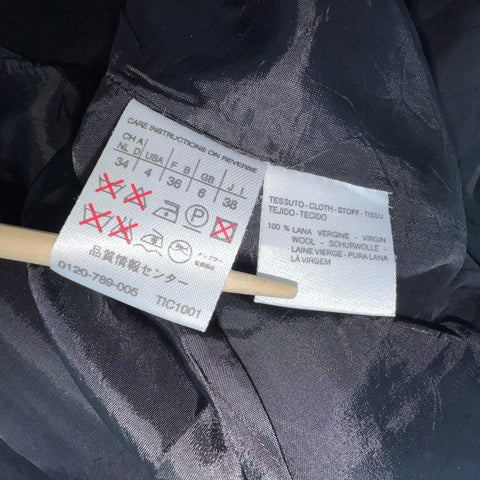 CARE INSTRUCTIONS ON REVERSE
CH A
NL D USA F B GB J I
34 4 36 6 38
P
品質情報センター
0120-789-005 TIC1001
TESSUTO-CLOTH-STOFF-TISSU
TEJIDO-TECIDO
100 % LANA VERGINE - VIRGIN
WOOL - SCHURWOLLE -
LAINE VIERGE - PURA LANA
LÃ VIRGEM